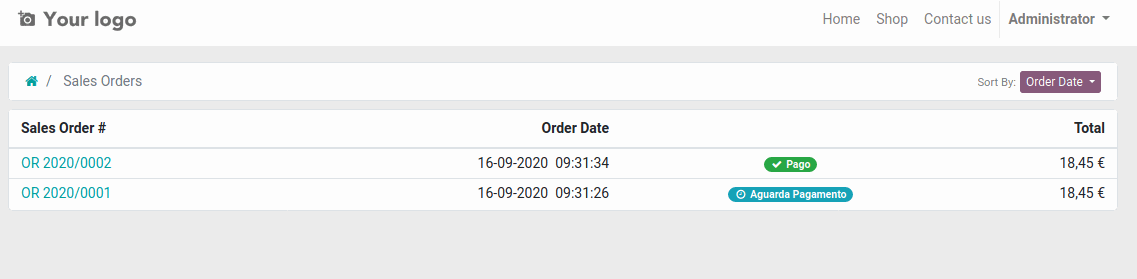 Your logo Home Shop Contact us Administrator
/ Sales Orders Sort By: Order Date
Sales Order # Order Date Total
OR 2020/0002 16-09-2020 09:31:34 Pago 18,45 €
OR 2020/0001 16-09-2020 09:31:26 Aguarda Pagamento 18,45 €